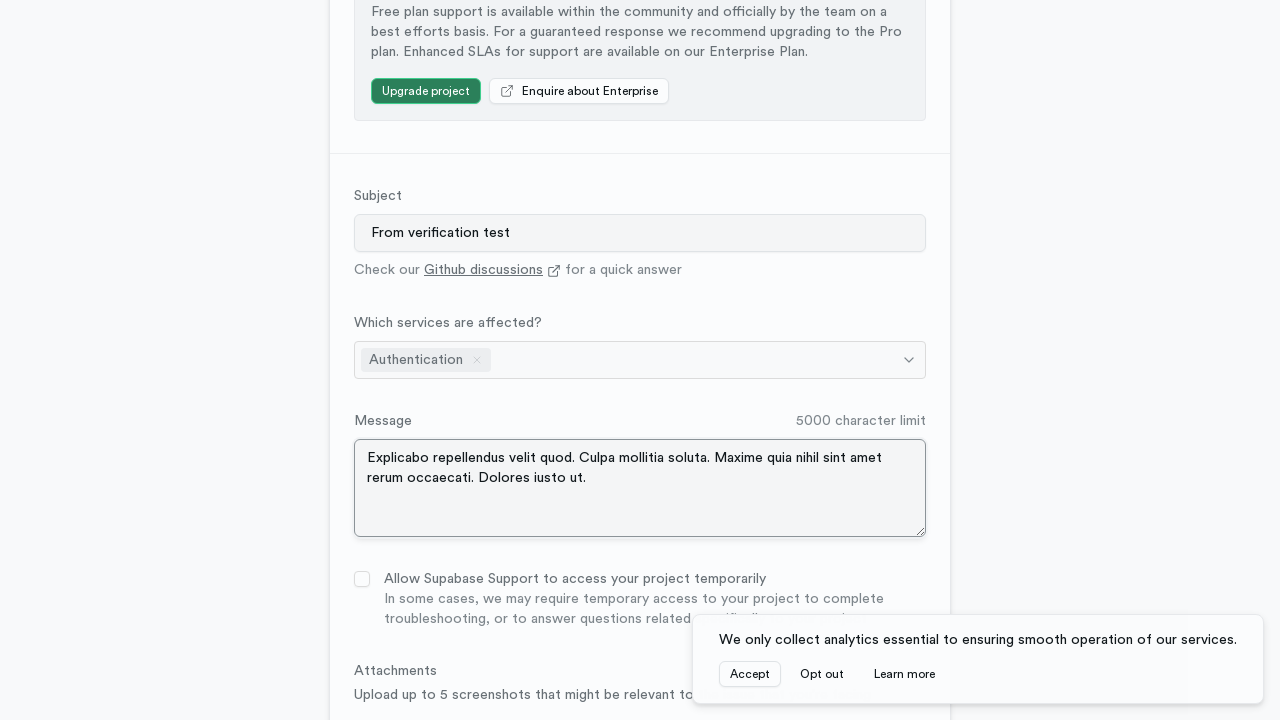 Free plan support is available within the community and officially by the team on a
best efforts basis. For a guaranteed response we recommend upgrading to the Pro
plan. Enhanced SLAs for support are available on our Enterprise Plan.
Upgrade project
Enquire about Enterprise
Subject
From verification test
Check our Github discussions for a quick answer
Which services are affected?
Authentication
Message
5000 character limit
Explicabo repellendus velit quod. Culpa mollitia soluta. Maxime quia nihil sint amet
rerum occaecati. Dolores iusto ut.
Allow Supabase Support to access your project temporarily
In some cases, we may require temporary access to your project to complete
troubleshooting, or to answer questions related
Attachments
Upload up to 5 screenshots that might be relevant to
We only collect analytics essential to ensuring smooth operation of our services.
Accept
Opt out
Learn more